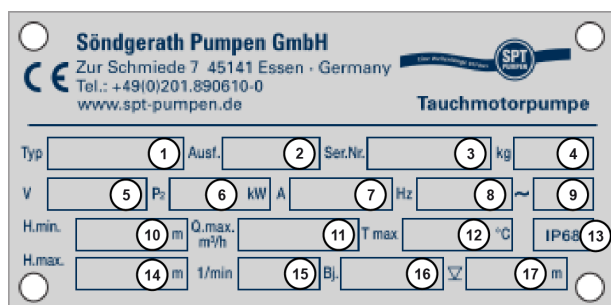 Söndgerath Pumpen GmbH
CE Zur Schmiede 7 45141 Essen · Germany
Tel.: +49(0)201.890610-0
www.spt-pumpen.de
SPT
PUMPEN
Tauchmotorpumpe
Typ 1 Ausf. 2 Ser.Nr. 3 kg 4
V 5 P2 6 kW A 7 Hz 8 ~ 9
H.min. 10 m Q.max. m³/h 11 T max 12 °C IP68 13
H.max. 14 m 1/min 15 Bj. 16 17 m